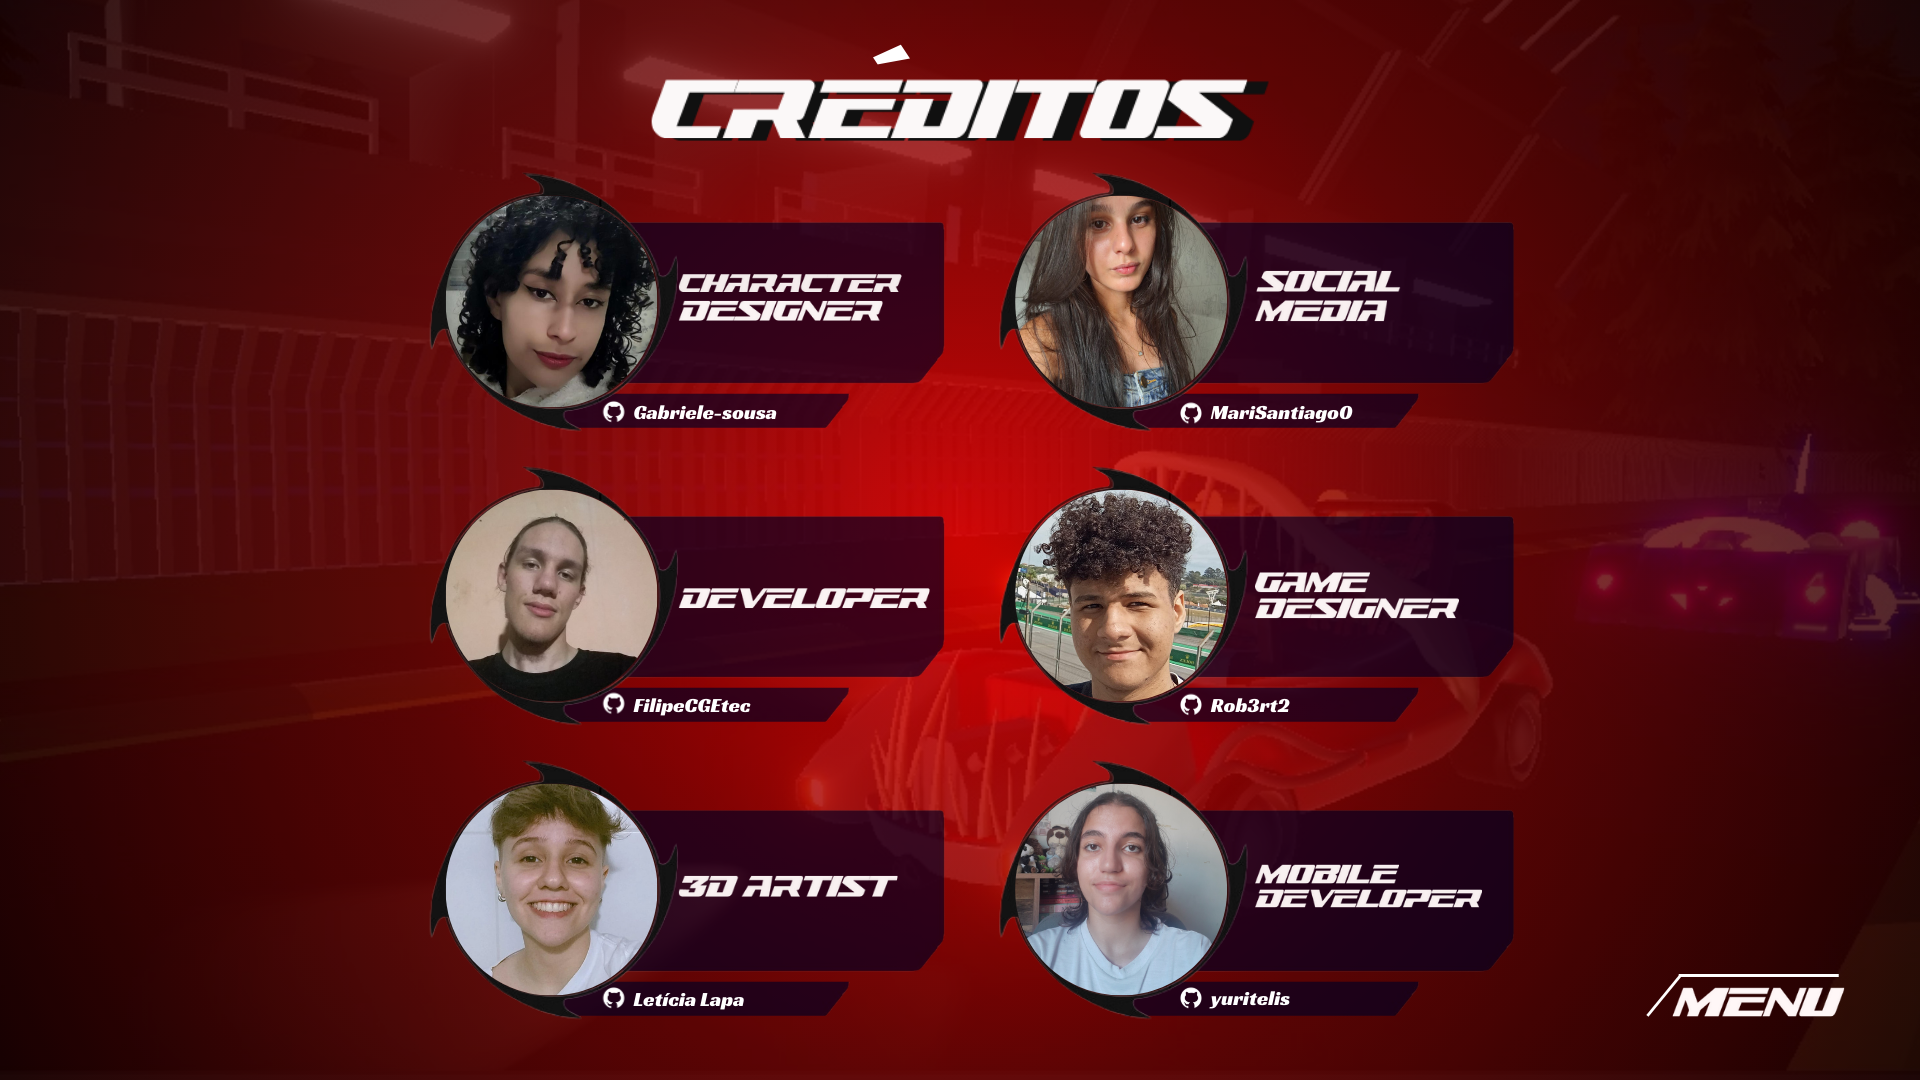 CRÉDITOS
CHARACTER
DESIGNER
Gabriele-sousa
SOCIAL
MEDIA
MariSantiago0
DEVELOPER
FilipeCGEtec
GAME
DESIGNER
Rob3rt2
3D ARTIST
Letícia Lapa
MOBILE
DEVELOPER
yuritelis
MENU